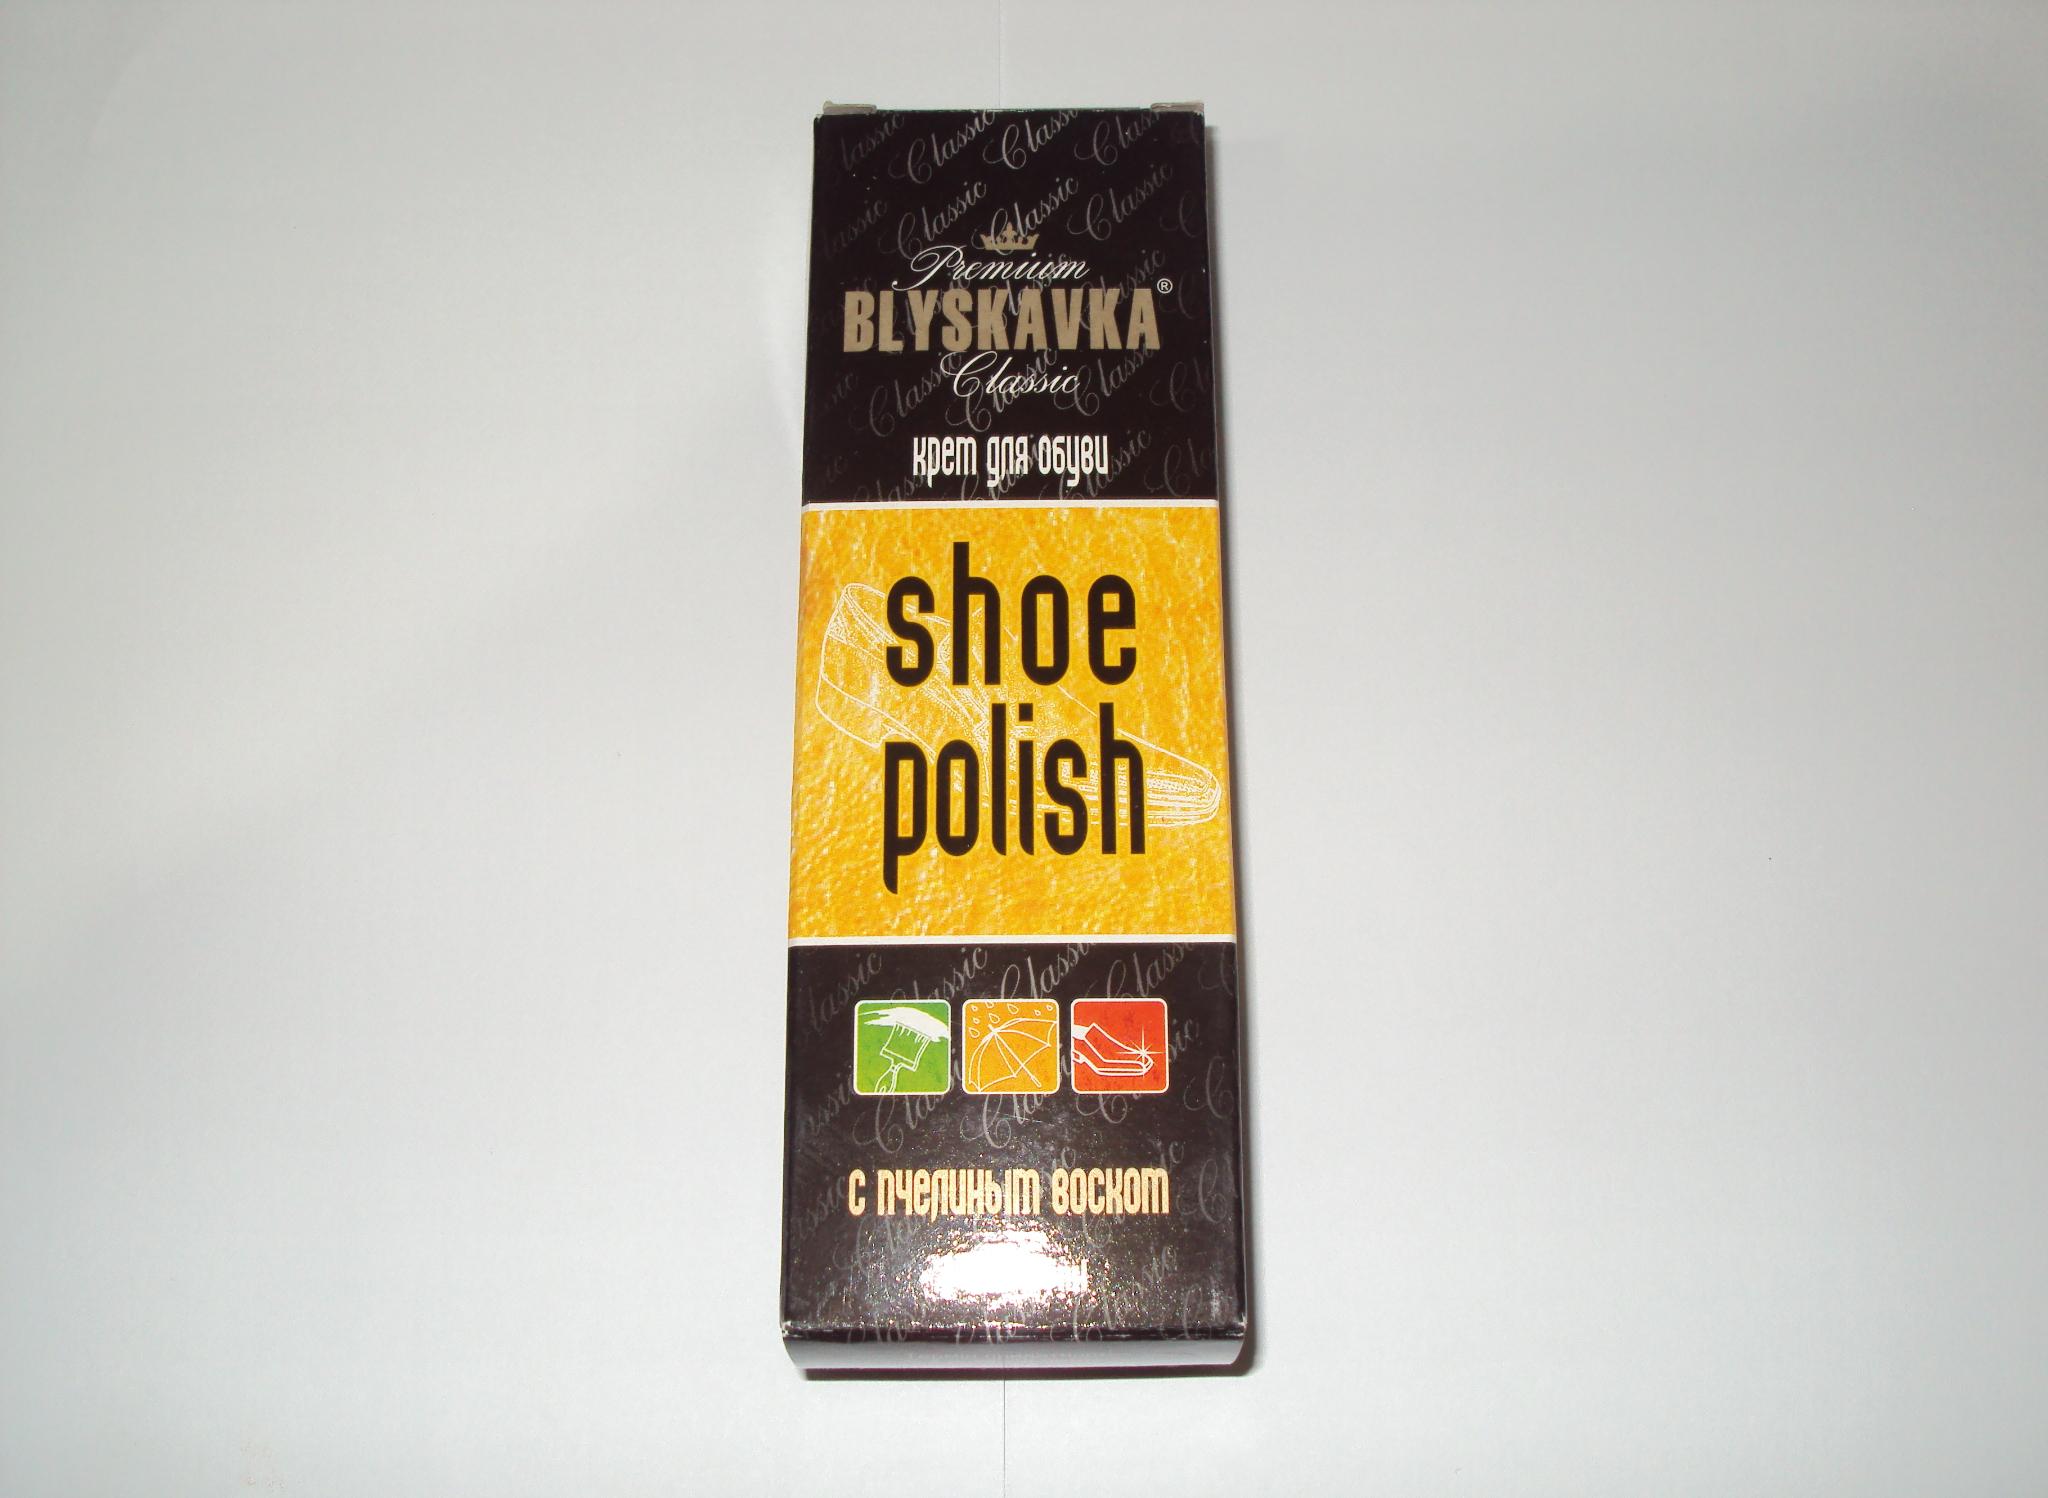 Premium
BLYSKAVKA®
Classic
крем для обуви
shoe
polish
с пчелиным воском